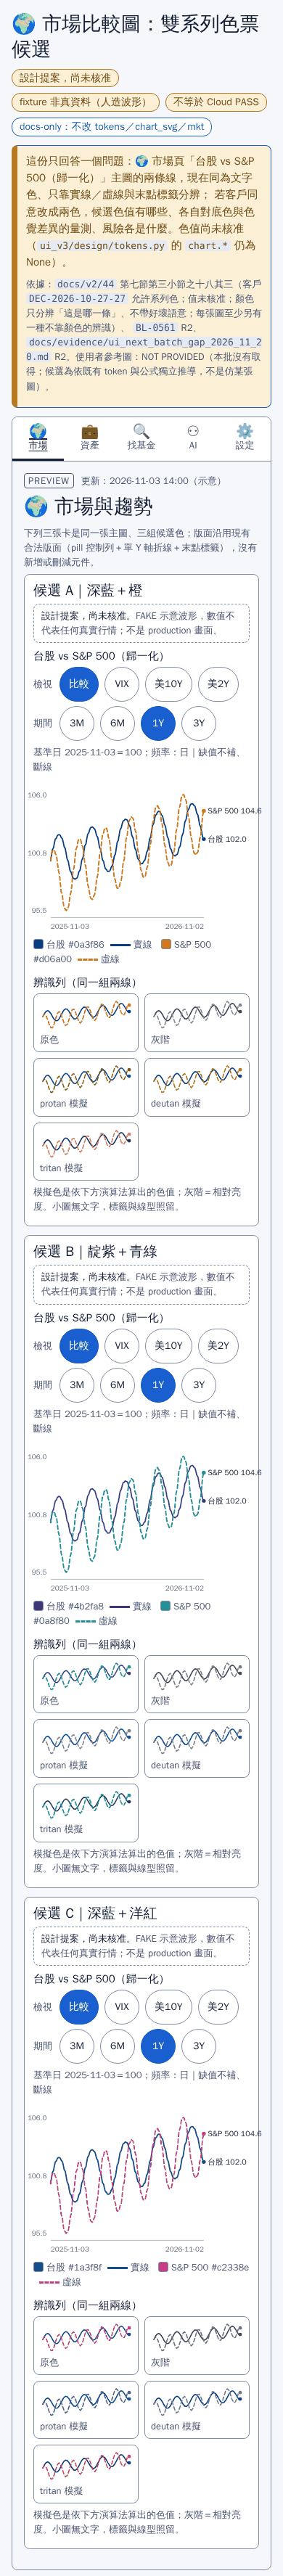 🌍 市場比較圖：雙系列色票
候選
設計提案，尚未核准
fixture 非真資料（人造波形）
不等於 Cloud PASS
docs-only：不改 tokens／chart_svg／mkt
這份只回答一個問題：🌍 市場頁「台股 vs S&P
500（歸一化）」主圖的兩條線，現在同為文字
色、只靠實線／虛線與末點標籤分辨； 若客戶同
意改成兩色，候選色值有哪些、各自對底色與色
覺差異的量測、風險各是什麼。色值尚未核准
（ui_v3/design/tokens.py 的 chart.* 仍為
None）。
依據：docs/v2/44 第七節第三小節之十八其三（客戶
DEC-2026-10-27-27 允許系列色；值未核准；顏色
只分辨「這是哪一條」、不帶好壞語意；每張圖至少另有
一種不靠顏色的辨識）、 BL-0561 R2、
docs/evidence/ui_next_batch_gap_2026_11_2
0.md R2。使用者參考圖：NOT PROVIDED（本批沒有取
得；候選為依既有 token 與公式獨立推導，不是仿某張
圖）。
🌍 💼 🔍 ⚇ ⚙️
市場 資產 找基金 AI 設定
PREVIEW 更新：2026-11-03 14:00（示意）
🌍 市場與趨勢
下列三張卡是同一張主圖、三組候選色；版面沿用現有
合法版面（pill 控制列＋單 Y 軸折線＋末點標籤），沒有
新增或刪減元件。
候選 A｜深藍＋橙
設計提案，尚未核准。FAKE 示意波形，數值不
代表任何真實行情；不是 production 畫面。
台股 vs S&P 500（歸一化）
檢視 比較 VIX 美10Y 美2Y
期間 3M 6M 1Y 3Y
基準日 2025-11-03＝100；頻率：日｜缺值不補、
斷線
106.0
S&P 500 104.6
台股 102.0
100.8
95.5
2025-11-03 2026-11-02
台股 #0a3f86 實線 S&P 500
#d06a00 虛線
辨識列（同一組兩線）
原色 灰階
protan 模擬 deutan 模擬
tritan 模擬
模擬色是依下方演算法算出的色值；灰階＝相對亮
度。小圖無文字，標籤與線型照留。
候選 B｜靛紫＋青綠
設計提案，尚未核准。FAKE 示意波形，數值不
代表任何真實行情；不是 production 畫面。
台股 vs S&P 500（歸一化）
檢視 比較 VIX 美10Y 美2Y
期間 3M 6M 1Y 3Y
基準日 2025-11-03＝100；頻率：日｜缺值不補、
斷線
106.0
S&P 500 104.6
台股 102.0
100.8
95.5
2025-11-03 2026-11-02
台股 #4b2fa8 實線 S&P 500
#0a8f80 虛線
辨識列（同一組兩線）
原色 灰階
protan 模擬 deutan 模擬
tritan 模擬
模擬色是依下方演算法算出的色值；灰階＝相對亮
度。小圖無文字，標籤與線型照留。
候選 C｜深藍＋洋紅
設計提案，尚未核准。FAKE 示意波形，數值不
代表任何真實行情；不是 production 畫面。
台股 vs S&P 500（歸一化）
檢視 比較 VIX 美10Y 美2Y
期間 3M 6M 1Y 3Y
基準日 2025-11-03＝100；頻率：日｜缺值不補、
斷線
106.0
S&P 500 104.6
台股 102.0
100.8
95.5
2025-11-03 2026-11-02
台股 #1a3f8f 實線 S&P 500 #c2338e
虛線
辨識列（同一組兩線）
原色 灰階
protan 模擬 deutan 模擬
tritan 模擬
模擬色是依下方演算法算出的色值；灰階＝相對亮
度。小圖無文字，標籤與線型照留。